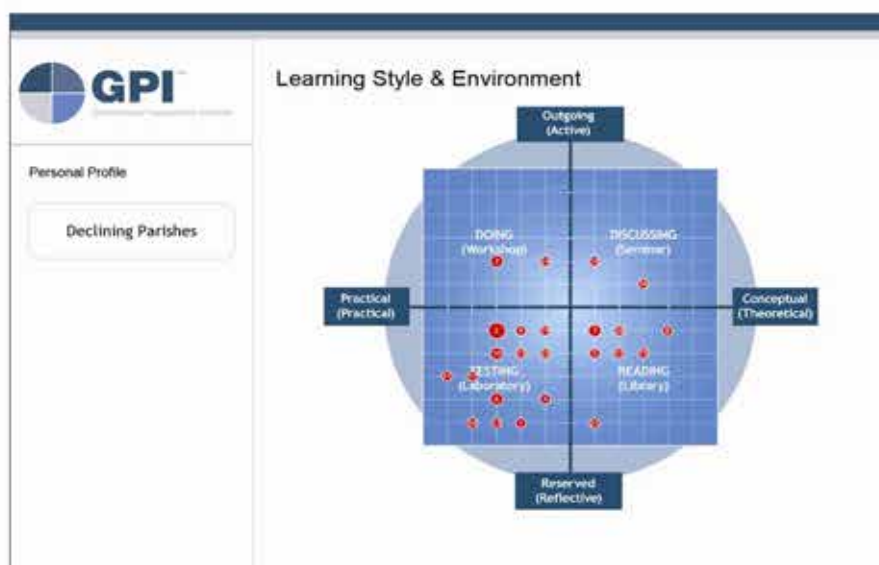 GPI
Learning Style & Environment
Personal Profile
Declining Parishes
Outgoing
(Active)
DOING
(Workshop)
DISCUSSING
(Seminar)
Practical
(Practical)
Conceptual
(Theoretical)
TESTING
(Laboratory)
READING
(Library)
Reserved
(Reflective)